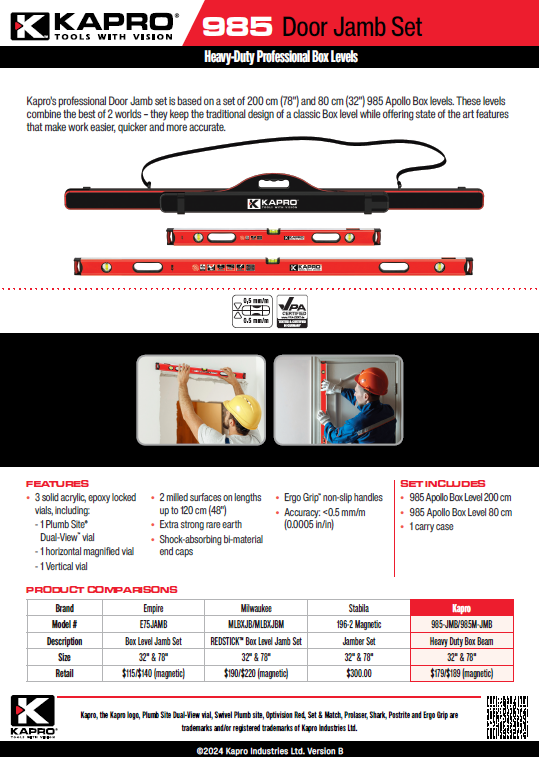 KAPRO®
TOOLS WITH VISION
985 Door Jamb Set
Heavy-Duty Professional Box Levels
Kapro's professional Door Jamb set is based on a set of 200 cm (78") and 80 cm (32") 985 Apollo Box levels. These levels
combine the best of 2 worlds – they keep the traditional design of a classic Box level while offering state of the art features
that make work easier, quicker and more accurate.
KAPRO
TOOLS WITH VISION
KAPRO
KAPRO
0,5 mm/m
0.5 mm/m
VPA
CERTIFIED
IN GERMANY
FEATURES
• 3 solid acrylic, epoxy locked
vials, including:
- 1 Plumb Site®
Dual-View™ vial
- 1 horizontal magnified vial
- 1 Vertical vial
• 2 milled surfaces on lengths
up to 120 cm (48")
• Extra strong rare earth
• Shock-absorbing bi-material
end caps
• Ergo Grip™ non-slip handles
• Accuracy: <0.5 mm/m
(0.0005 in/in)
SET INCLUDES
• 985 Apollo Box Level 200 cm
• 985 Apollo Box Level 80 cm
• 1 carry case
PRODUCT COMPARISONS
Brand Empire Milwaukee Stabila Kapro
Model # E75JAMB MLBXJB/MLBXJBM 196-2 Magnetic 985-JMB/985M-JMB
Description Box Level Jamb Set REDSTICK™ Box Level Jamb Set Jamber Set Heavy Duty Box Beam
Size 32" & 78" 32" & 78" 32" & 78" 32" & 78"
Retail $115/$140 (magnetic) $190/$220 (magnetic) $300.00 $179/$189 (magnetic)
KAPRO®
TOOLS WITH VISION
Kapro, the Kapro logo, Plumb Site Dual-View vial, Swivel Plumb site, Optivision Red, Set & Match, Prolaser, Shark, Postrite and Ergo Grip are
trademarks and/or registered trademarks of Kapro Industries Ltd.
©2024 Kapro Industries Ltd. Version B